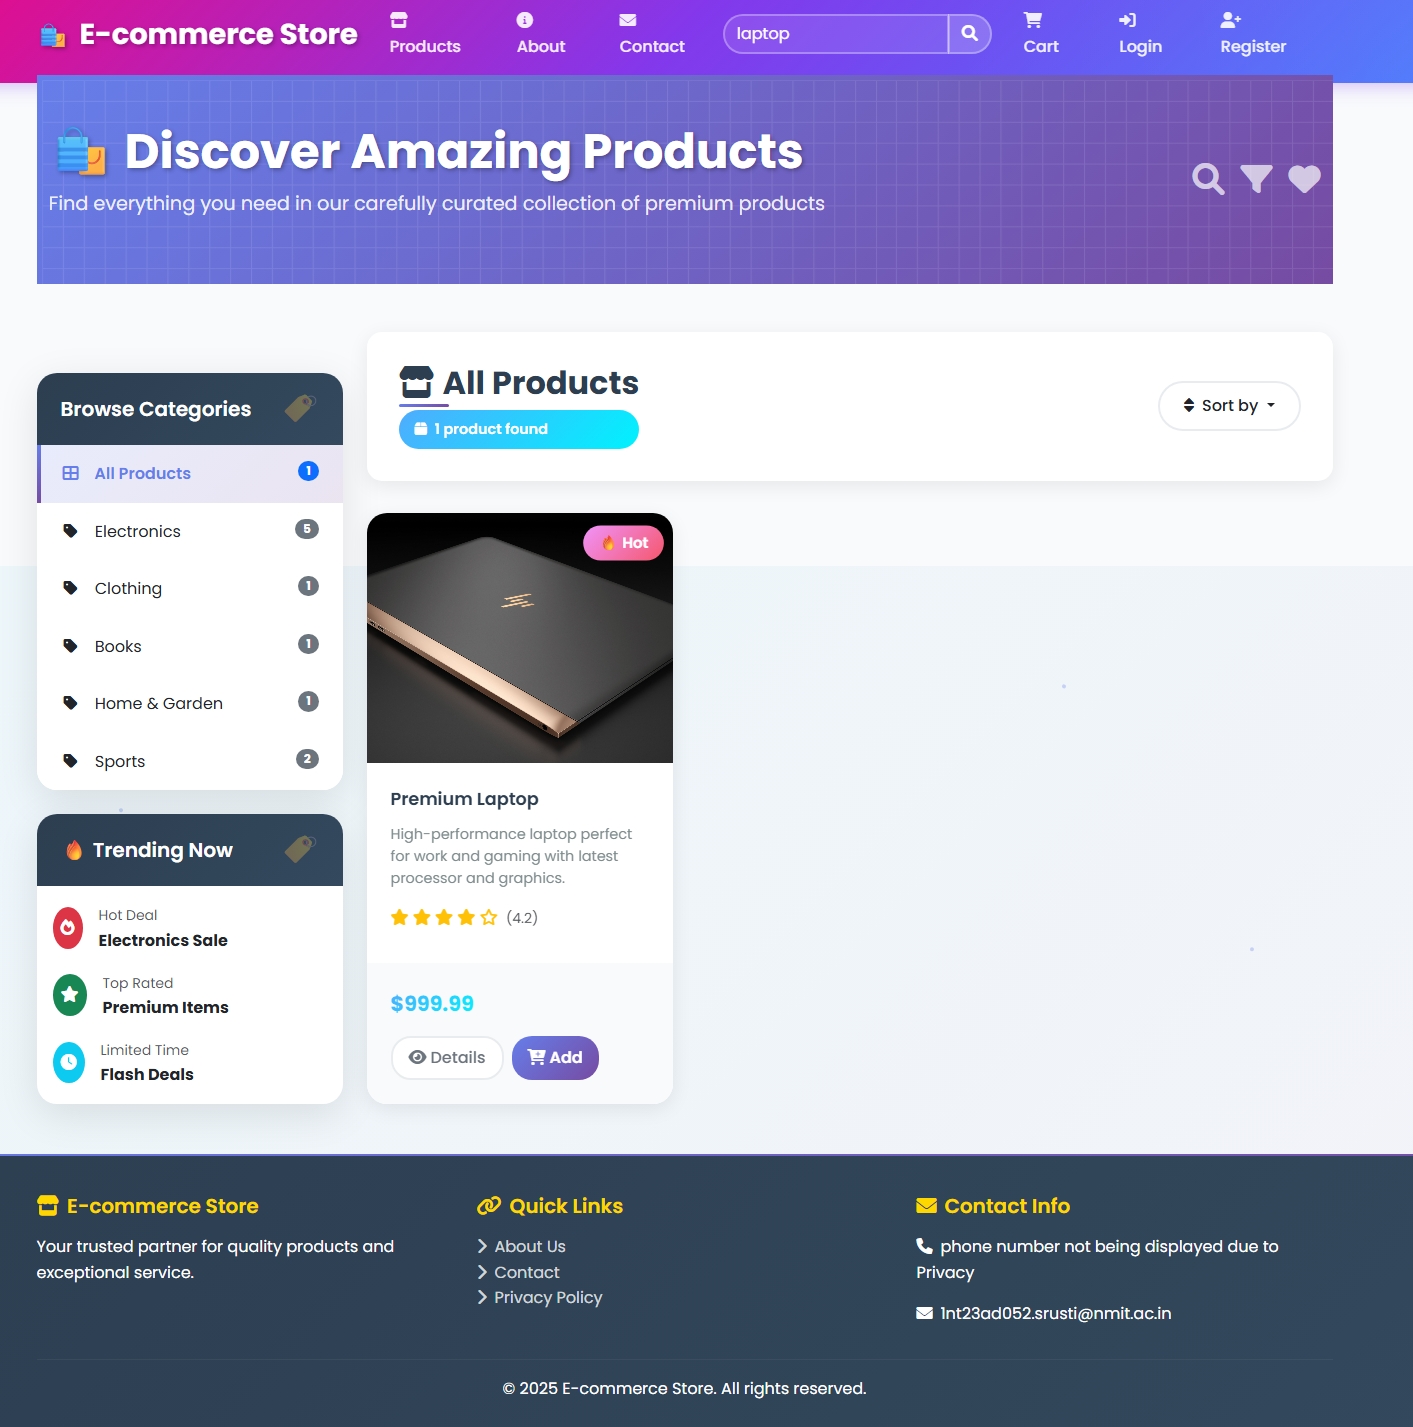 E-commerce Store
Products
About
Contact
laptop
Cart
Login
Register
Discover Amazing Products
Find everything you need in our carefully curated collection of premium products
All Products
1 product found
Sort by
Browse Categories
All Products 1
Electronics 5
Clothing 1
Books 1
Home & Garden 1
Sports 2
Trending Now
Hot Deal
Electronics Sale
Top Rated
Premium Items
Limited Time
Flash Deals
Hot
Premium Laptop
High-performance laptop perfect
for work and gaming with latest
processor and graphics.
(4.2)
$999.99
Details
Add
E-commerce Store
Your trusted partner for quality products and
exceptional service.
Quick Links
About Us
Contact
Privacy Policy
Contact Info
phone number not being displayed due to
Privacy
1nt23ad052.srusti@nmit.ac.in
© 2025 E-commerce Store. All rights reserved.